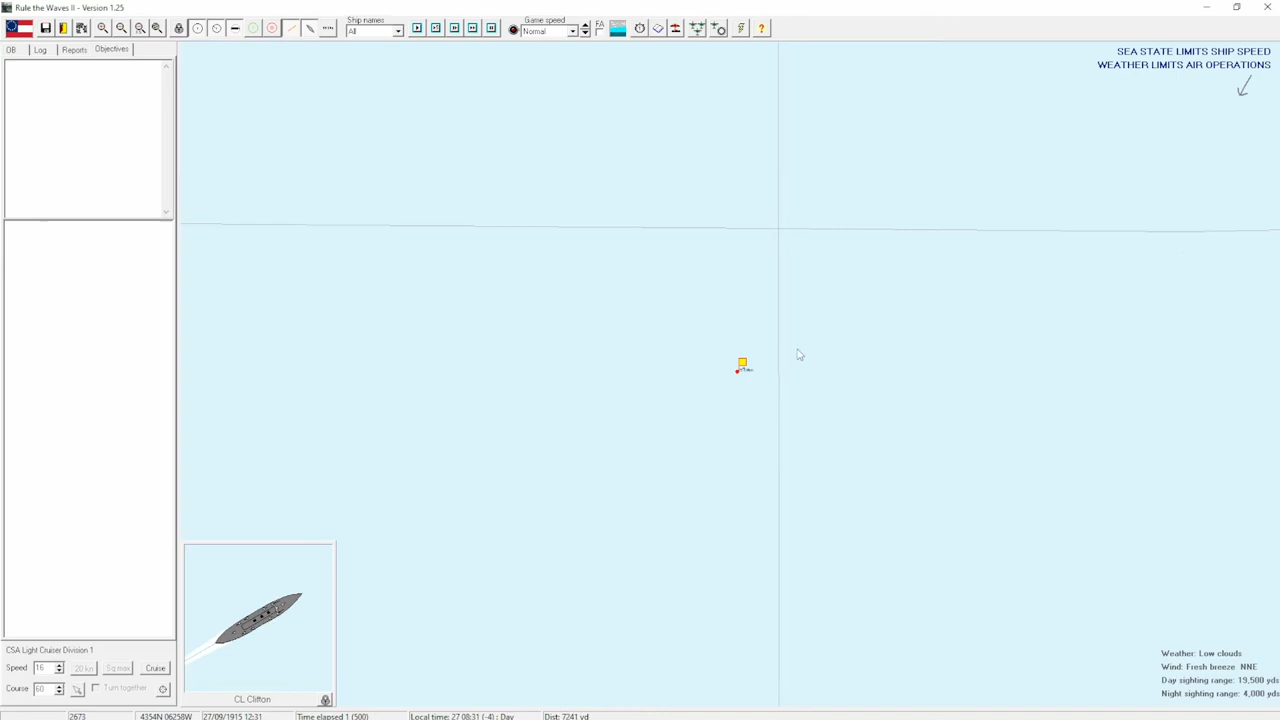 Rule the Waves II - Version 1.25
Ship names
All
Game speed
Normal
FA
OB Log Reports Objectives
SEA STATE LIMITS SHIP SPEED
WEATHER LIMITS AIR OPERATIONS
CSA Light Cruiser Division 1
Speed 16 20 kn Sq max Cruise
Course 60 Turn together
CL Clifton
Weather: Low clouds
Wind: Fresh breeze NNE
Day sighting range: 19,500 yds
Night sighting range: 4,000 yds
2673 4354N 06258W 27/09/1915 12:31 Time elapsed 1 (500) Local time: 27 08:31 (-4) : Day Dist: 7241 yd